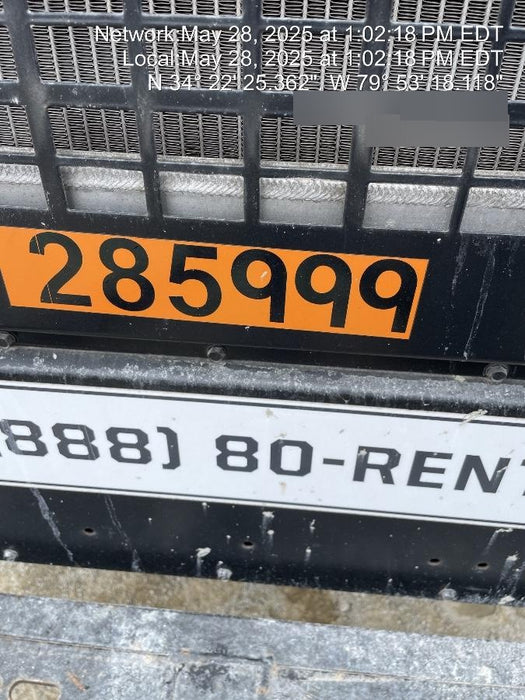 Network:May 28, 2025 at 1:02:18 PM EDT
Local:May 28, 2025 at 1:02:18 PM EDT
N 34° 22' 25.362", W 79° 53' 18.118"
285999
(888) 80-RENT